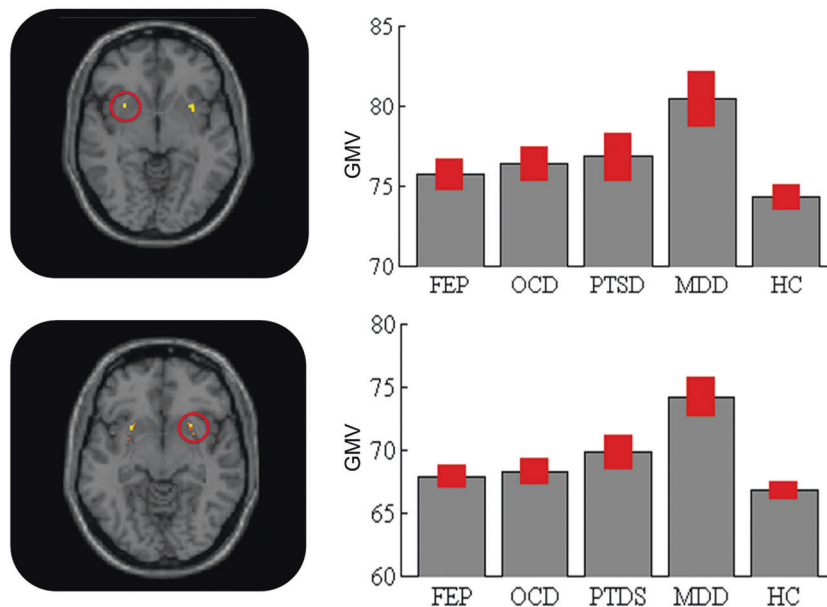 85
80
75
70
GMV
FEP OCD PTSD MDD HC
80
75
70
65
60
GMV
FEP OCD PTDS MDD HC